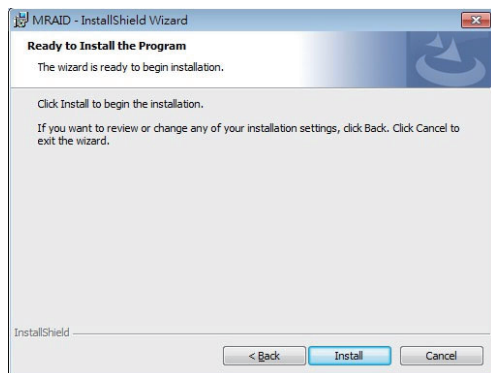 MRAID - InstallShield Wizard
Ready to Install the Program
The wizard is ready to begin installation.
Click Install to begin the installation.
If you want to review or change any of your installation settings, click Back. Click Cancel to
exit the wizard.
InstallShield
< Back
Install
Cancel